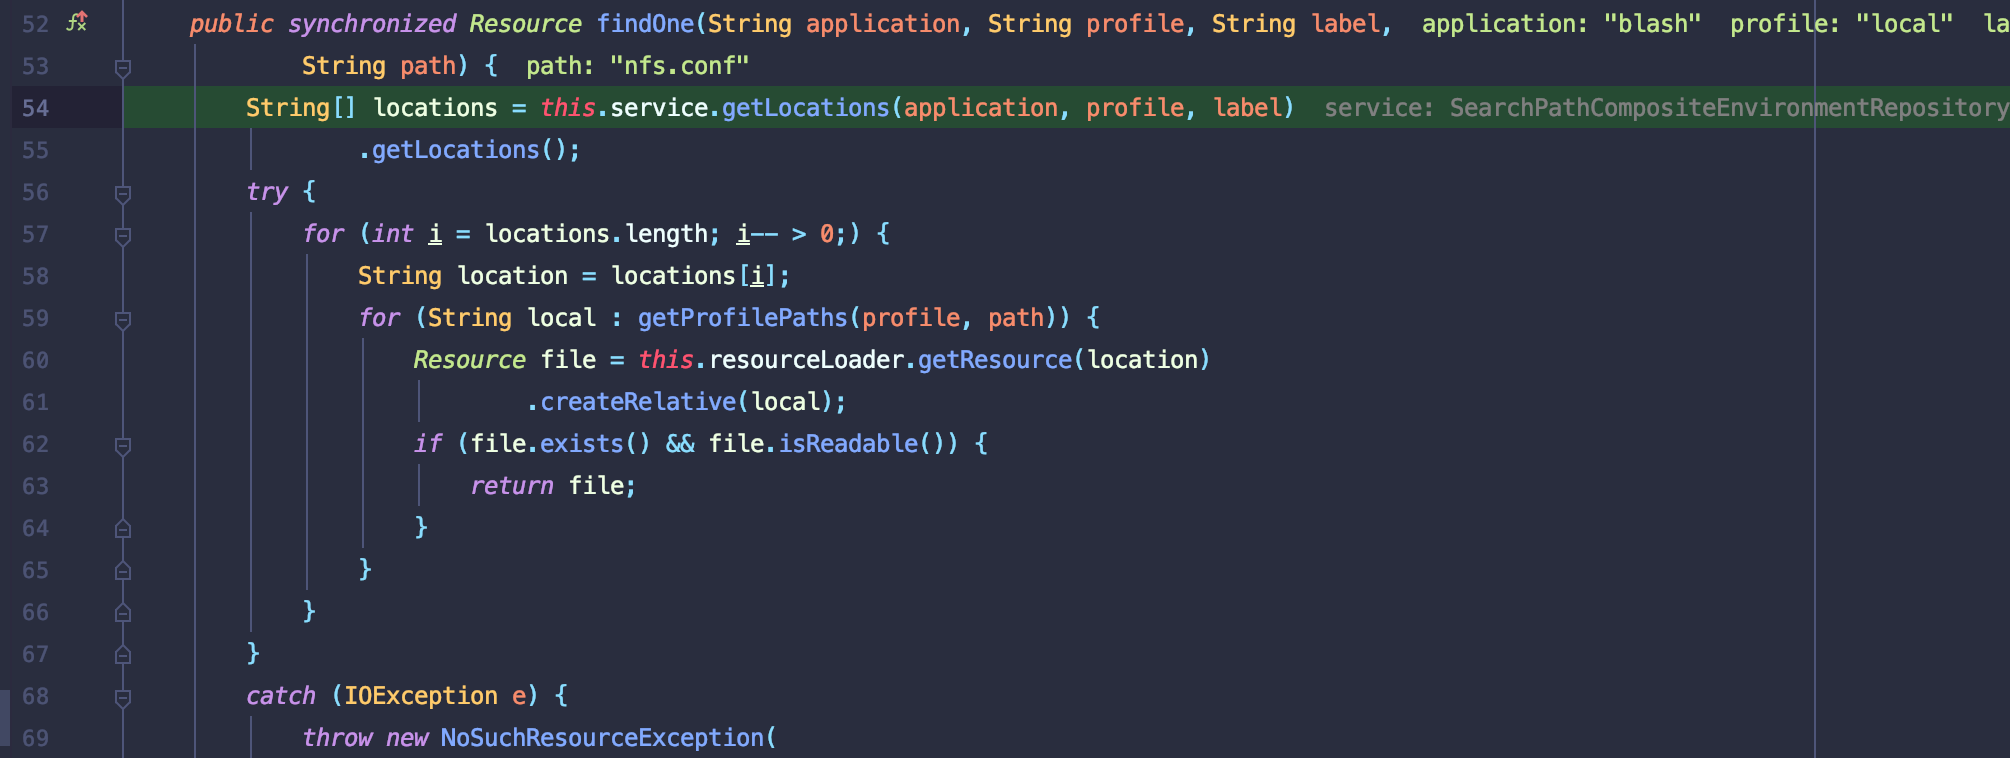 52 public synchronized Resource findOne(String application, String profile, String label, application: "blash" profile: "local" la
53 String path) { path: "nfs.conf"
54 String[] locations = this.service.getLocations(application, profile, label) service: SearchPathCompositeEnvironmentRepository
55 .getLocations();
56 try {
57 for (int i = locations.length; i-- > 0;) {
58 String location = locations[i];
59 for (String local : getProfilePaths(profile, path)) {
60 Resource file = this.resourceLoader.getResource(location)
61 .createRelative(local);
62 if (file.exists() && file.isReadable()) {
63 return file;
64 }
65 }
66 }
67 }
68 catch (IOException e) {
69 throw new NoSuchResourceException(